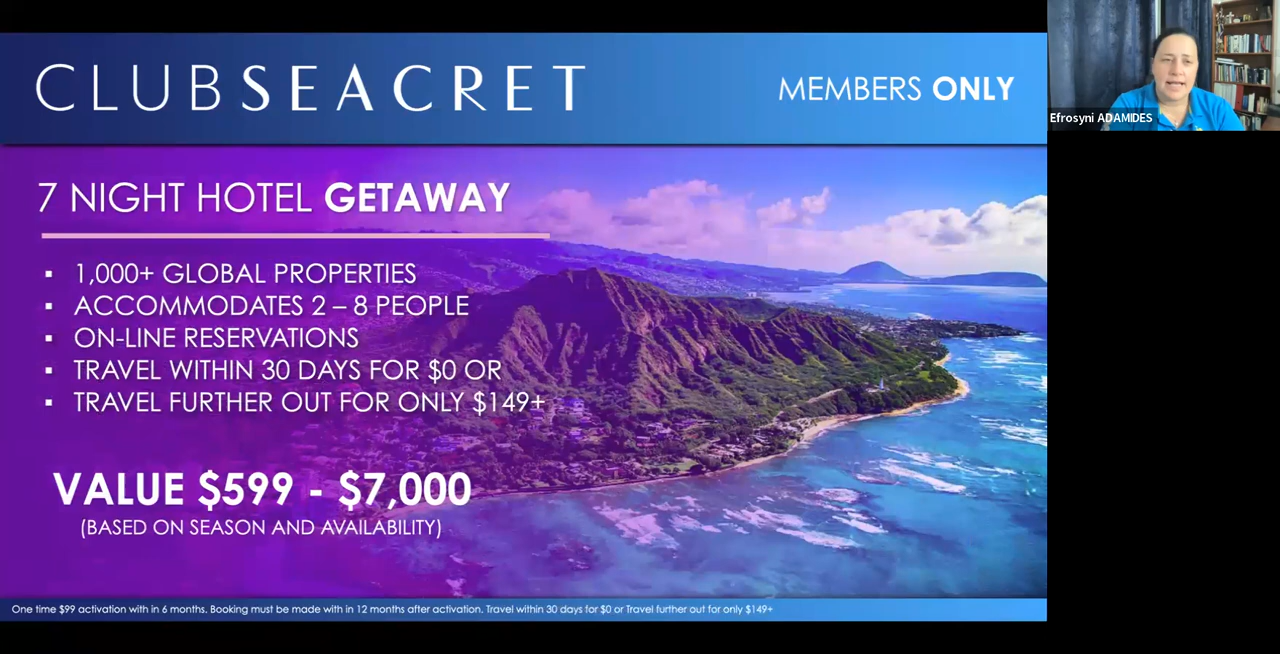 CLUBSEACRET
MEMBERS ONLY
Efrosyni ADAMIDES
7 NIGHT HOTEL GETAWAY
▪ 1,000+ GLOBAL PROPERTIES
▪ ACCOMMODATES 2 – 8 PEOPLE
▪ ON-LINE RESERVATIONS
▪ TRAVEL WITHIN 30 DAYS FOR $0 OR
▪ TRAVEL FURTHER OUT FOR ONLY $149+
VALUE $599 - $7,000
(BASED ON SEASON AND AVAILABILITY)
One time $99 activation with in 6 months. Booking must be made with in 12 months after activation. Travel within 30 days for $0 or Travel further out for only $149+